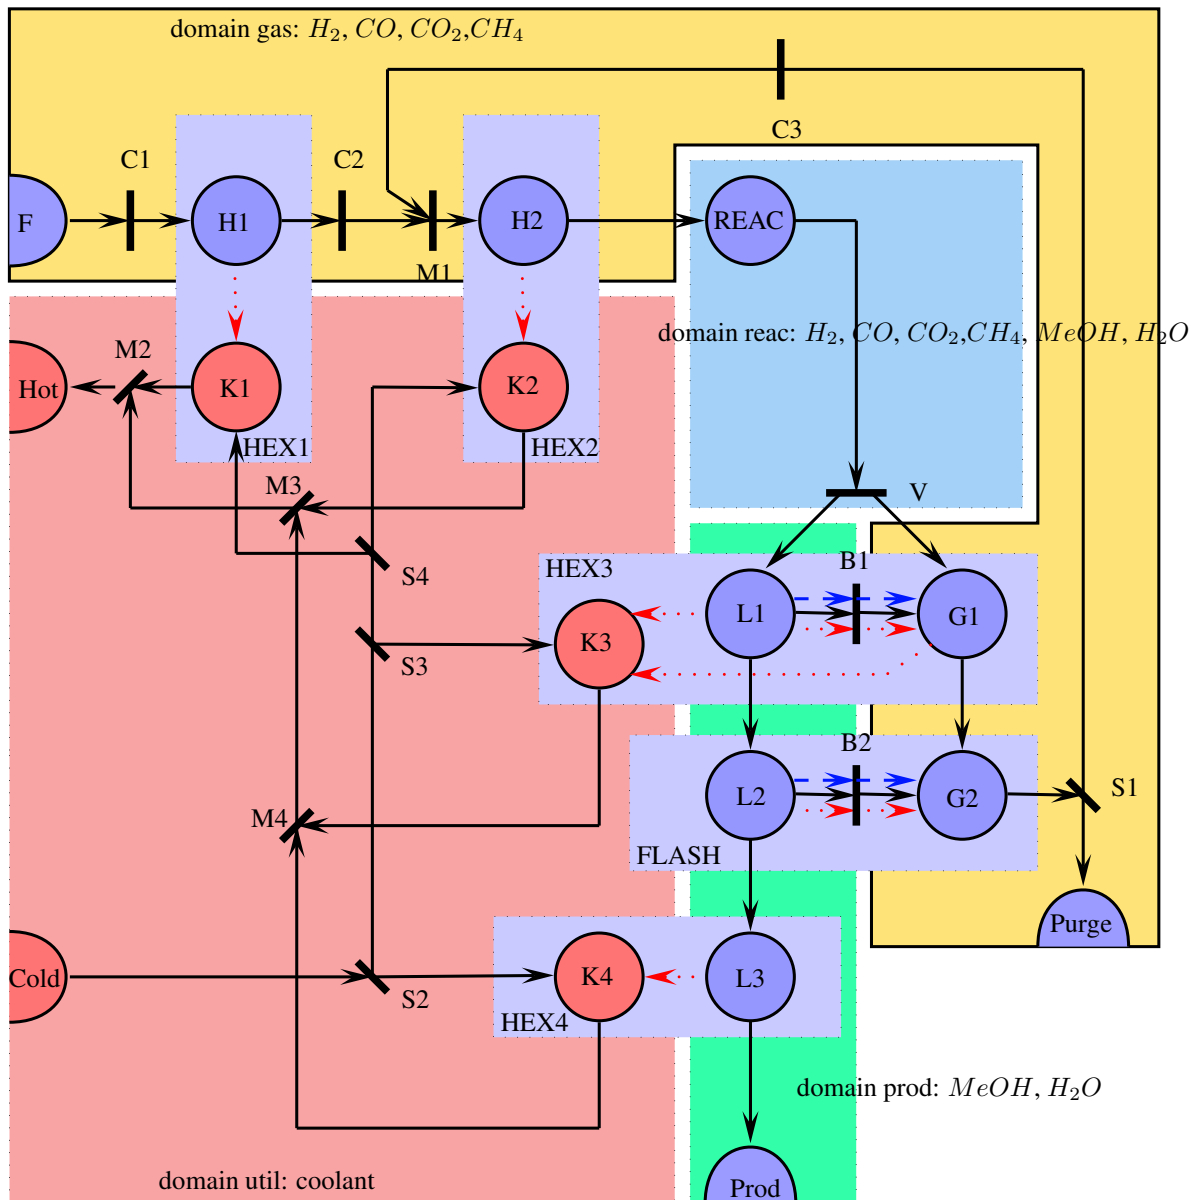 domain gas: H₂, CO, CO₂,CH₄
C3
C1
C2
F
H1
H2
REAC
M1
domain reac: H₂, CO, CO₂,CH₄, MeOH, H₂O
M2
Hot
K1
K2
HEX1
HEX2
M3
V
S4
HEX3
B1
L1
G1
K3
S3
B2
L2
G2
S1
M4
FLASH
Purge
Cold
K4
L3
S2
HEX4
domain prod: MeOH, H₂O
domain util: coolant
Prod